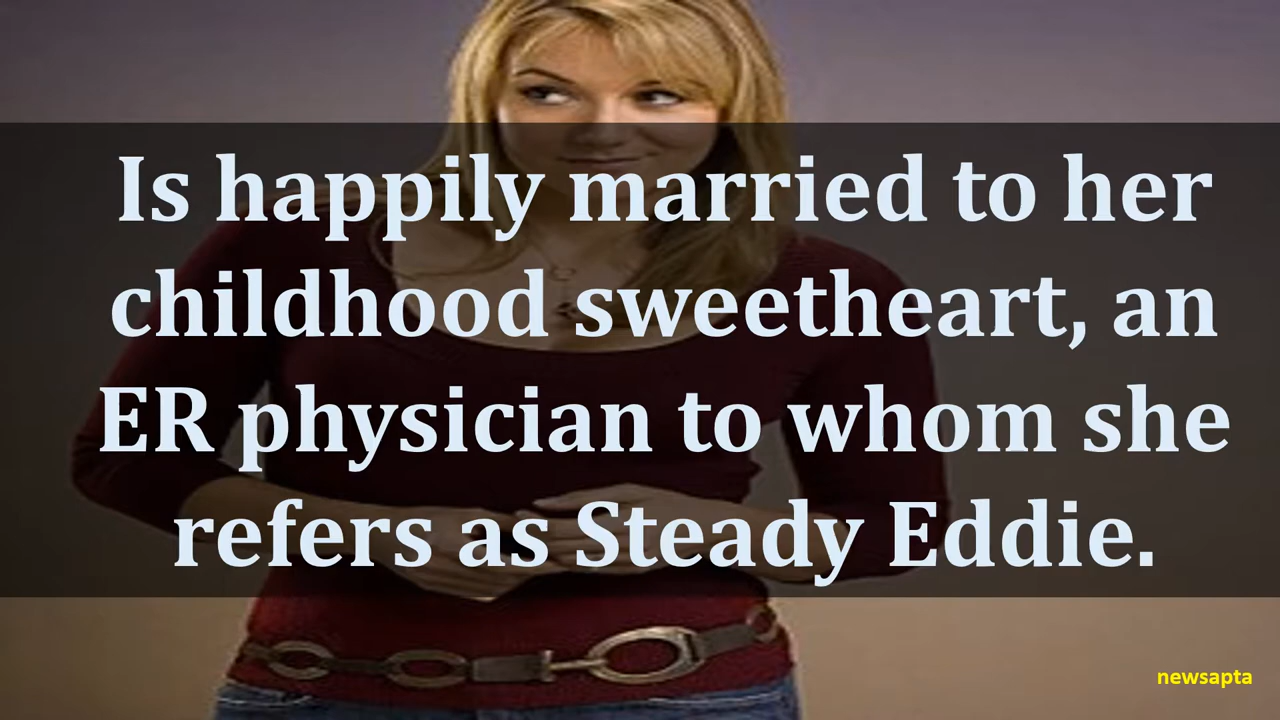 Is happily married to her
childhood sweetheart, an
ER physician to whom she
refers as Steady Eddie.
newsapta